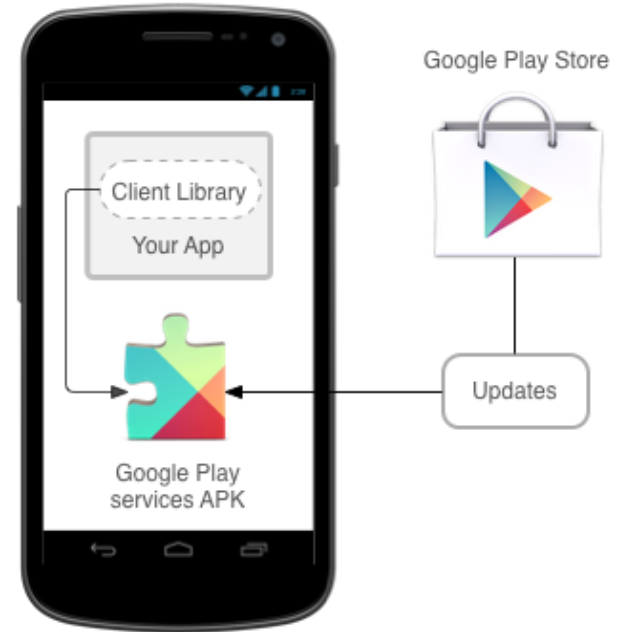 Google Play Store
Client Library
Your App
Updates
Google Play
services APK